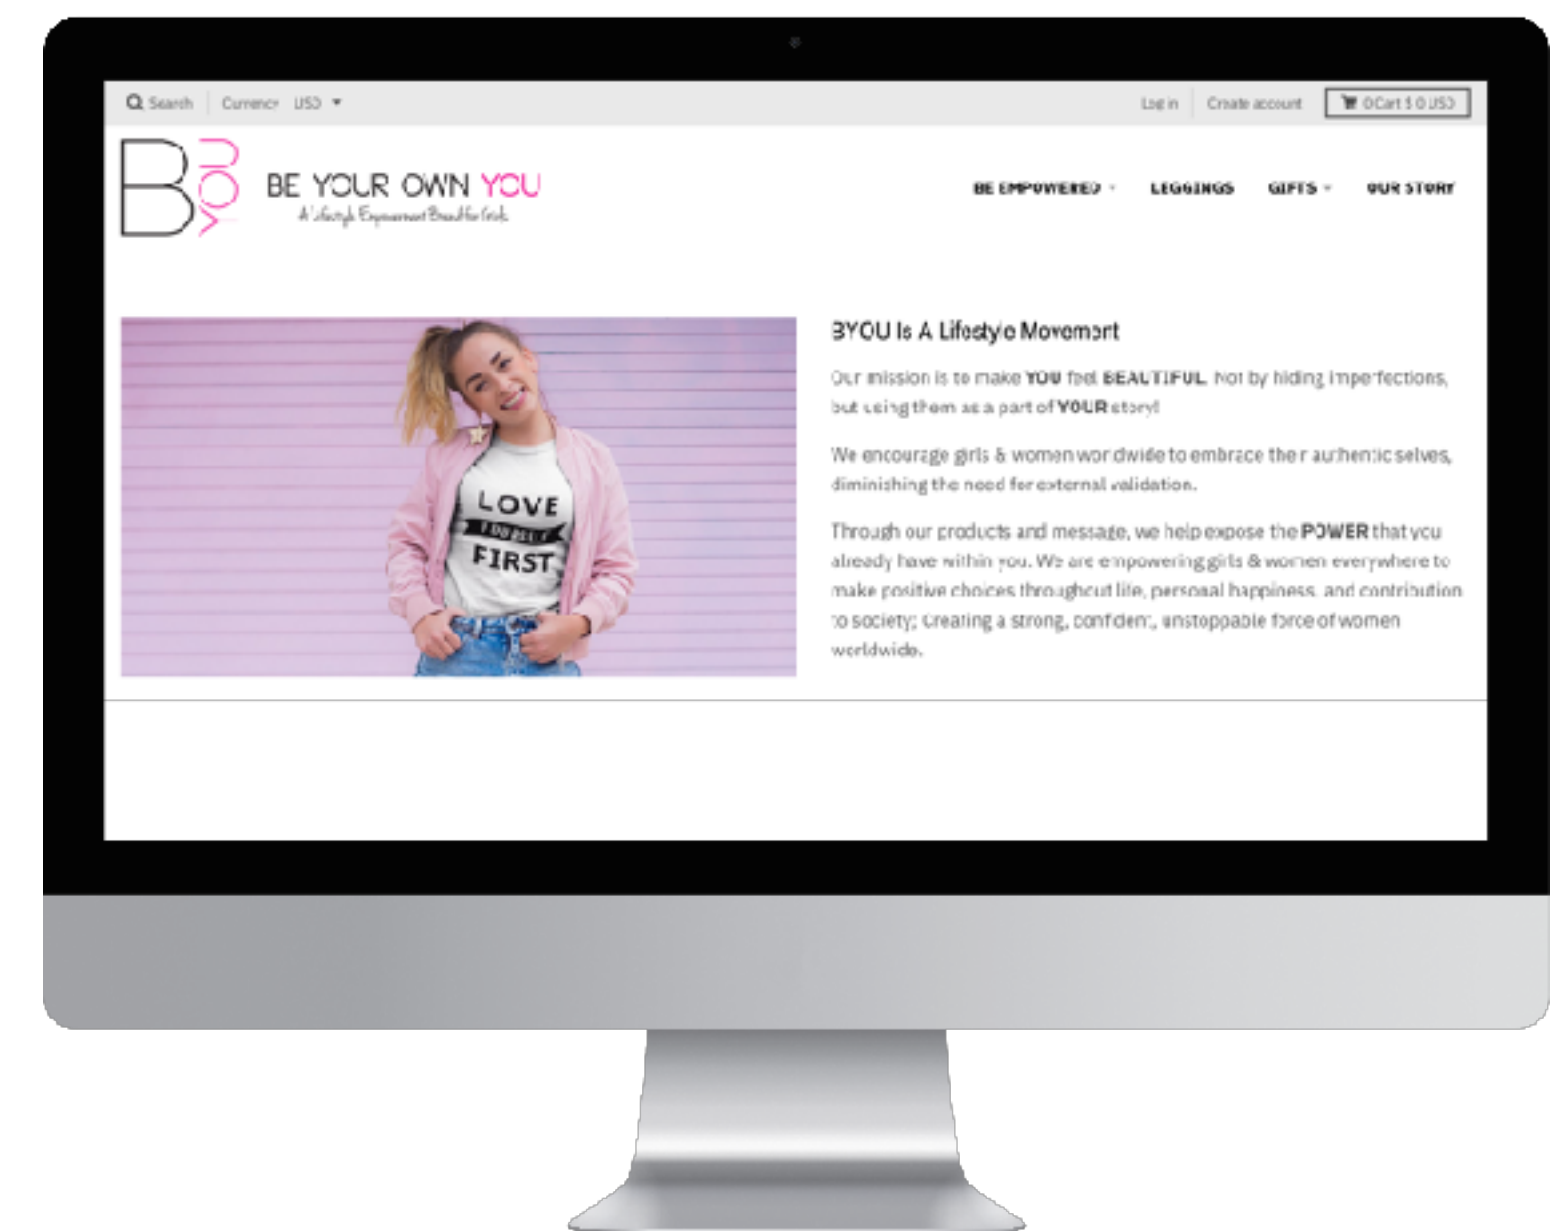 Search Currency USD
Log in Create account 0 Cart $ 0 USD
BYOU
BE YOUR OWN YOU
A Lifestyle Empowerment Brand for Girls
BE EMPOWERED LEGGINGS GIFTS OUR STORY
LOVE
YOURSELF
FIRST
BYOU Is A Lifestyle Movement
Our mission is to make YOU feel BEAUTIFUL. Not by hiding imperfections,
but using them as a part of YOUR story!
We encourage girls & women worldwide to embrace their authentic selves,
diminishing the need for external validation.
Through our products and message, we help expose the POWER that you
already have within you. We are empowering girls & women everywhere to
make positive choices throughout life, personal happiness, and contribution
to society; Creating a strong, confident, unstoppable force of women
worldwide.